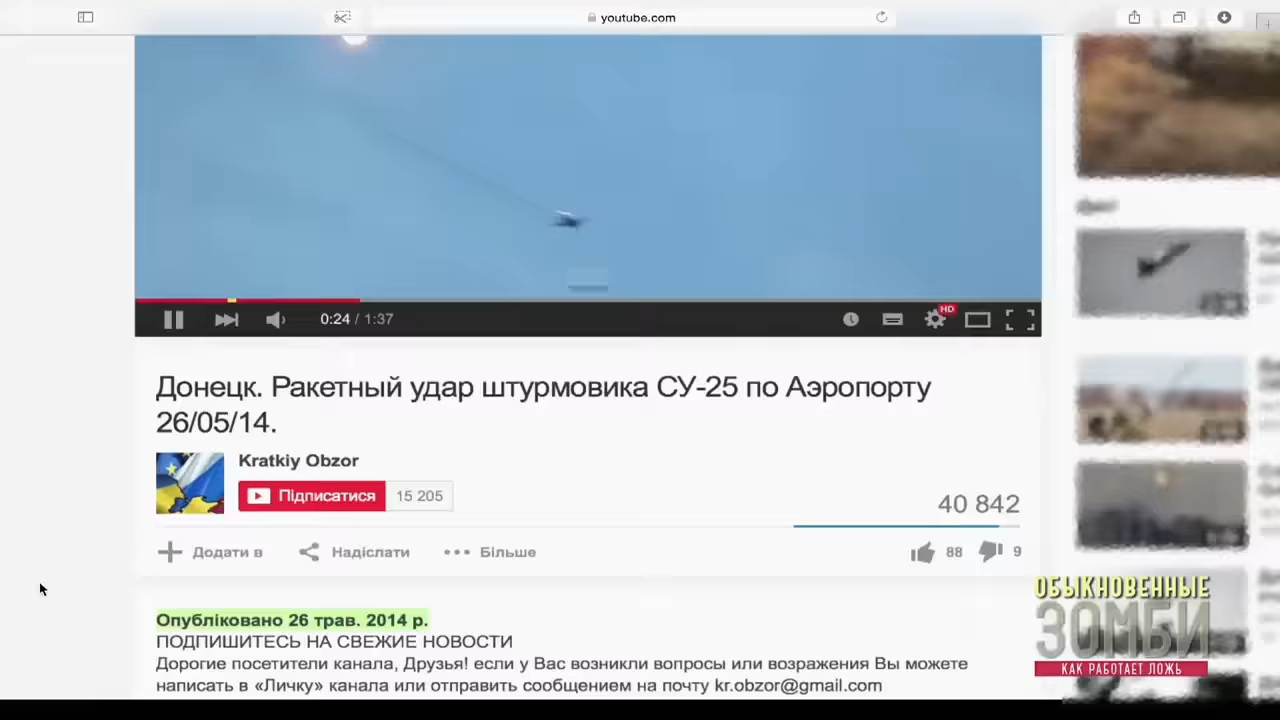 youtube.com
0:24 / 1:37
HD
Донецк. Ракетный удар штурмовика СУ-25 по Аэропорту
26/05/14.
Kratkiy Obzor
Підписатися 15 205
40 842
Додати в Надіслати Більше 88 9
Опубліковано 26 трав. 2014 р.
ПОДПИШИТЕСЬ НА СВЕЖИЕ НОВОСТИ
Дорогие посетители канала, Друзья! если у Вас возникли вопросы или возражения Вы можете
написать в «Личку» канала или отправить сообщением на почту kr.obzor@gmail.com
ОБЫКНОВЕННЫЕ
ЗОМБИ
КАК РАБОТАЕТ ЛОЖЬ